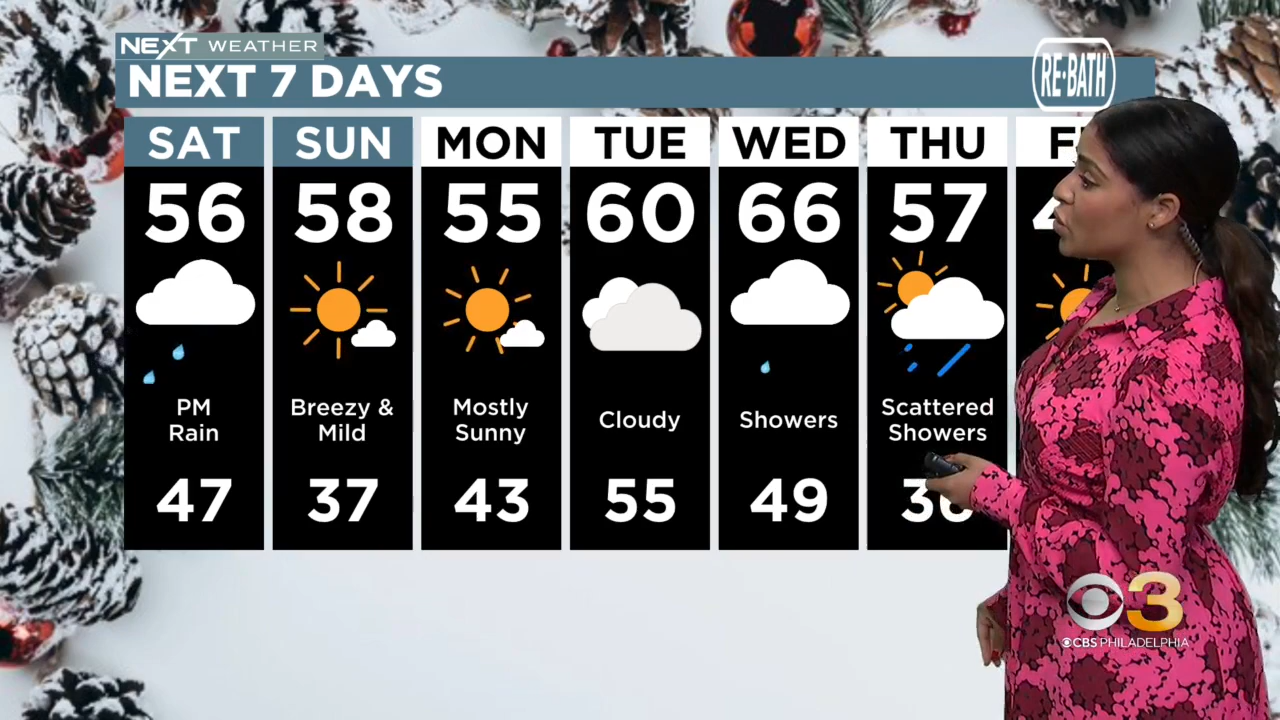 NEXT WEATHER
NEXT 7 DAYS
RE·BATH
SAT SUN MON TUE WED THU
56 58 55 60 66 57
PM Rain
Breezy & Mild
Mostly Sunny
Cloudy
Showers
Scattered Showers
47 37 43 55 49
3
©CBS PHILADELPHIA